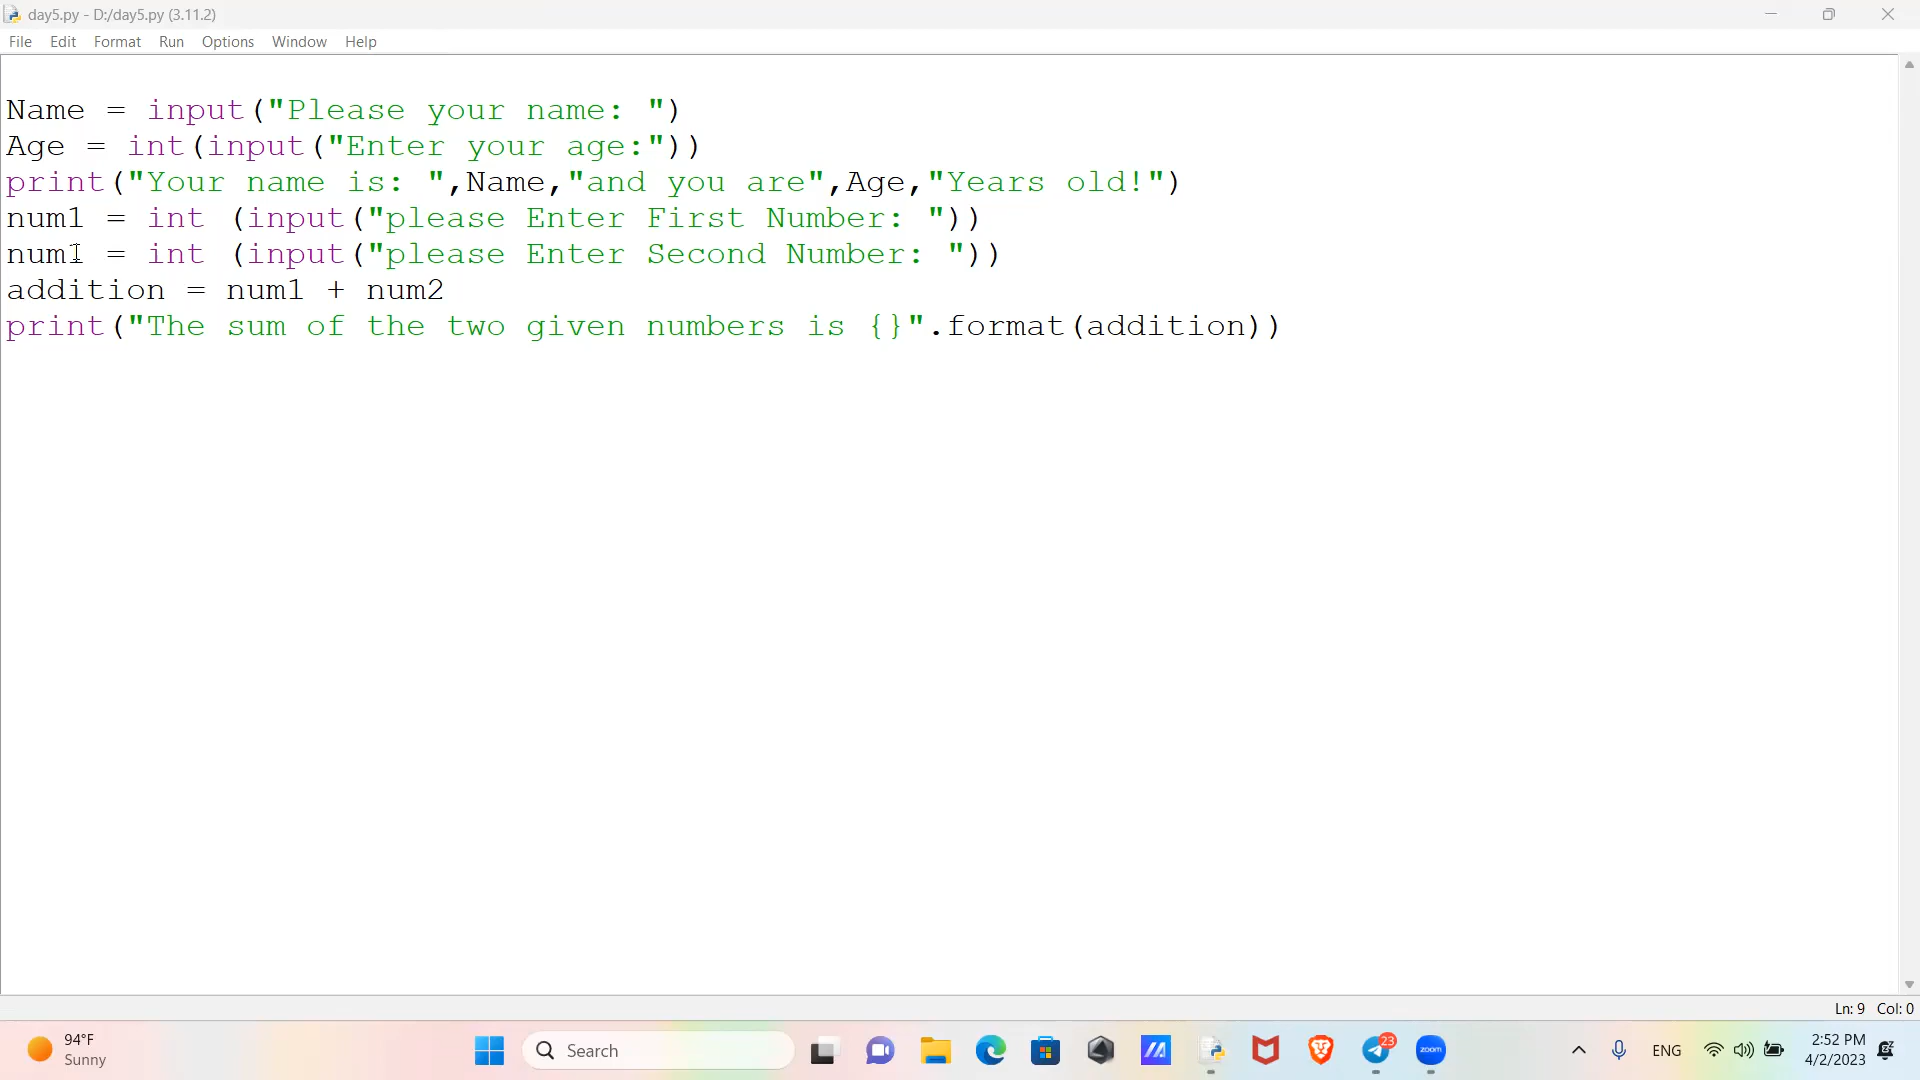 day5.py - D:/day5.py (3.11.2)
File Edit Format Run Options Window Help
Name = input("Please your name: ")
Age = int(input("Enter your age:"))
print("Your name is: ",Name,"and you are",Age,"Years old!")
num1 = int (input("please Enter First Number: "))
num1 = int (input("please Enter Second Number: "))
addition = num1 + num2
print("The sum of the two given numbers is {}".format(addition))
Ln: 9 Col: 0
94°F
Sunny
Search
23
zoom
ENG
2:52 PM
4/2/2023